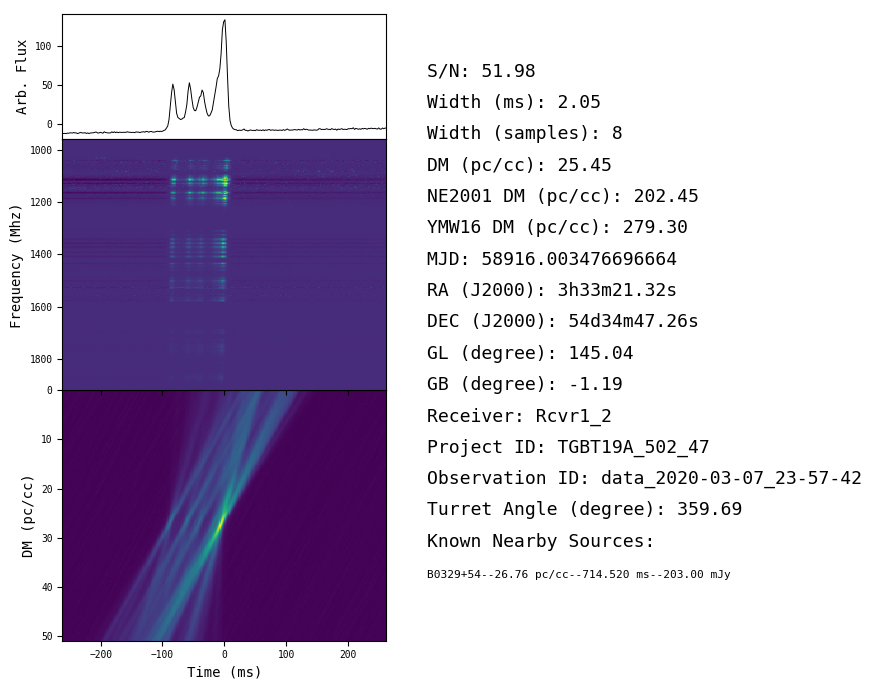 100
50
0
Arb. Flux
1000
1200
1400
1600
1800
Frequency (Mhz)
0
10
20
30
40
50
DM (pc/cc)
−200 −100 0 100 200
Time (ms)
S/N: 51.98
Width (ms): 2.05
Width (samples): 8
DM (pc/cc): 25.45
NE2001 DM (pc/cc): 202.45
YMW16 DM (pc/cc): 279.30
MJD: 58916.003476696664
RA (J2000): 3h33m21.32s
DEC (J2000): 54d34m47.26s
GL (degree): 145.04
GB (degree): -1.19
Receiver: Rcvr1_2
Project ID: TGBT19A_502_47
Observation ID: data_2020-03-07_23-57-42
Turret Angle (degree): 359.69
Known Nearby Sources:
B0329+54--26.76 pc/cc--714.520 ms--203.00 mJy